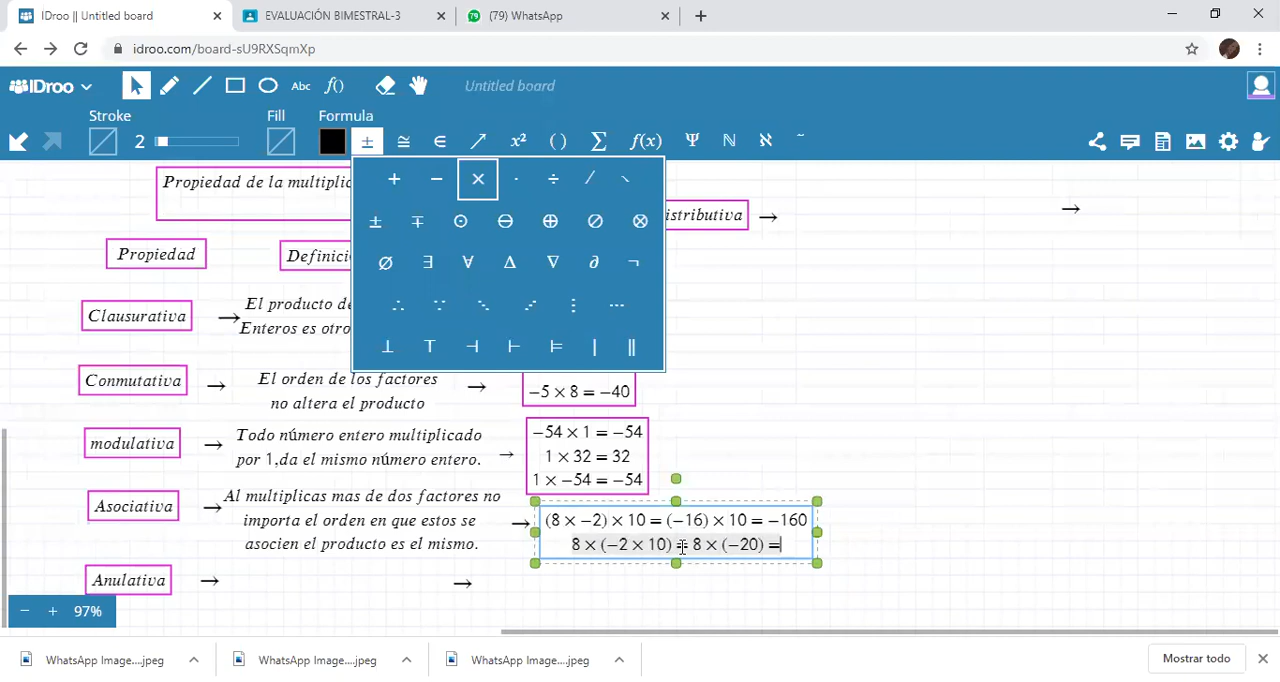 IDroo || Untitled board
EVALUACIÓN BIMESTRAL-3
(79) WhatsApp
idroo.com/board-sU9RXSqmXp
IDroo
Abc
f()
Untitled board
Stroke
Fill
Formula
2
± ≅ ∈ ↗ x² ( ) ∑ f(x) Ψ ℕ ℵ ~
+ − × · ÷ ∕ ∖
± ∓ ⊙ ⊖ ⊕ ⊘ ⊗
∅ ∃ ∀ Δ ∇ ∂ ¬
∴ ∵ ⋱ ⋰ ⋮ ⋯
⊥ ⊤ ⊣ ⊢ ⊨ | ‖
Propiedad de la multiplic
istributiva →
→
Propiedad
Definici
Clausurativa →
El producto de
Enteros es otro
Conmutativa →
El orden de los factores
no altera el producto
→
−5 × 8 = −40
modulativa →
Todo número entero multiplicado
por 1,da el mismo número entero.
→
−54 × 1 = −54
1 × 32 = 32
1 × −54 = −54
Asociativa →
Al multiplicas mas de dos factores no
importa el orden en que estos se
asocien el producto es el mismo.
→
(8 × −2) × 10 = (−16) × 10 = −160
8 × (−2 × 10) = 8 × (−20) =
Anulativa →
→
− + 97%
WhatsApp Image....jpeg
WhatsApp Image....jpeg
WhatsApp Image....jpeg
Mostrar todo